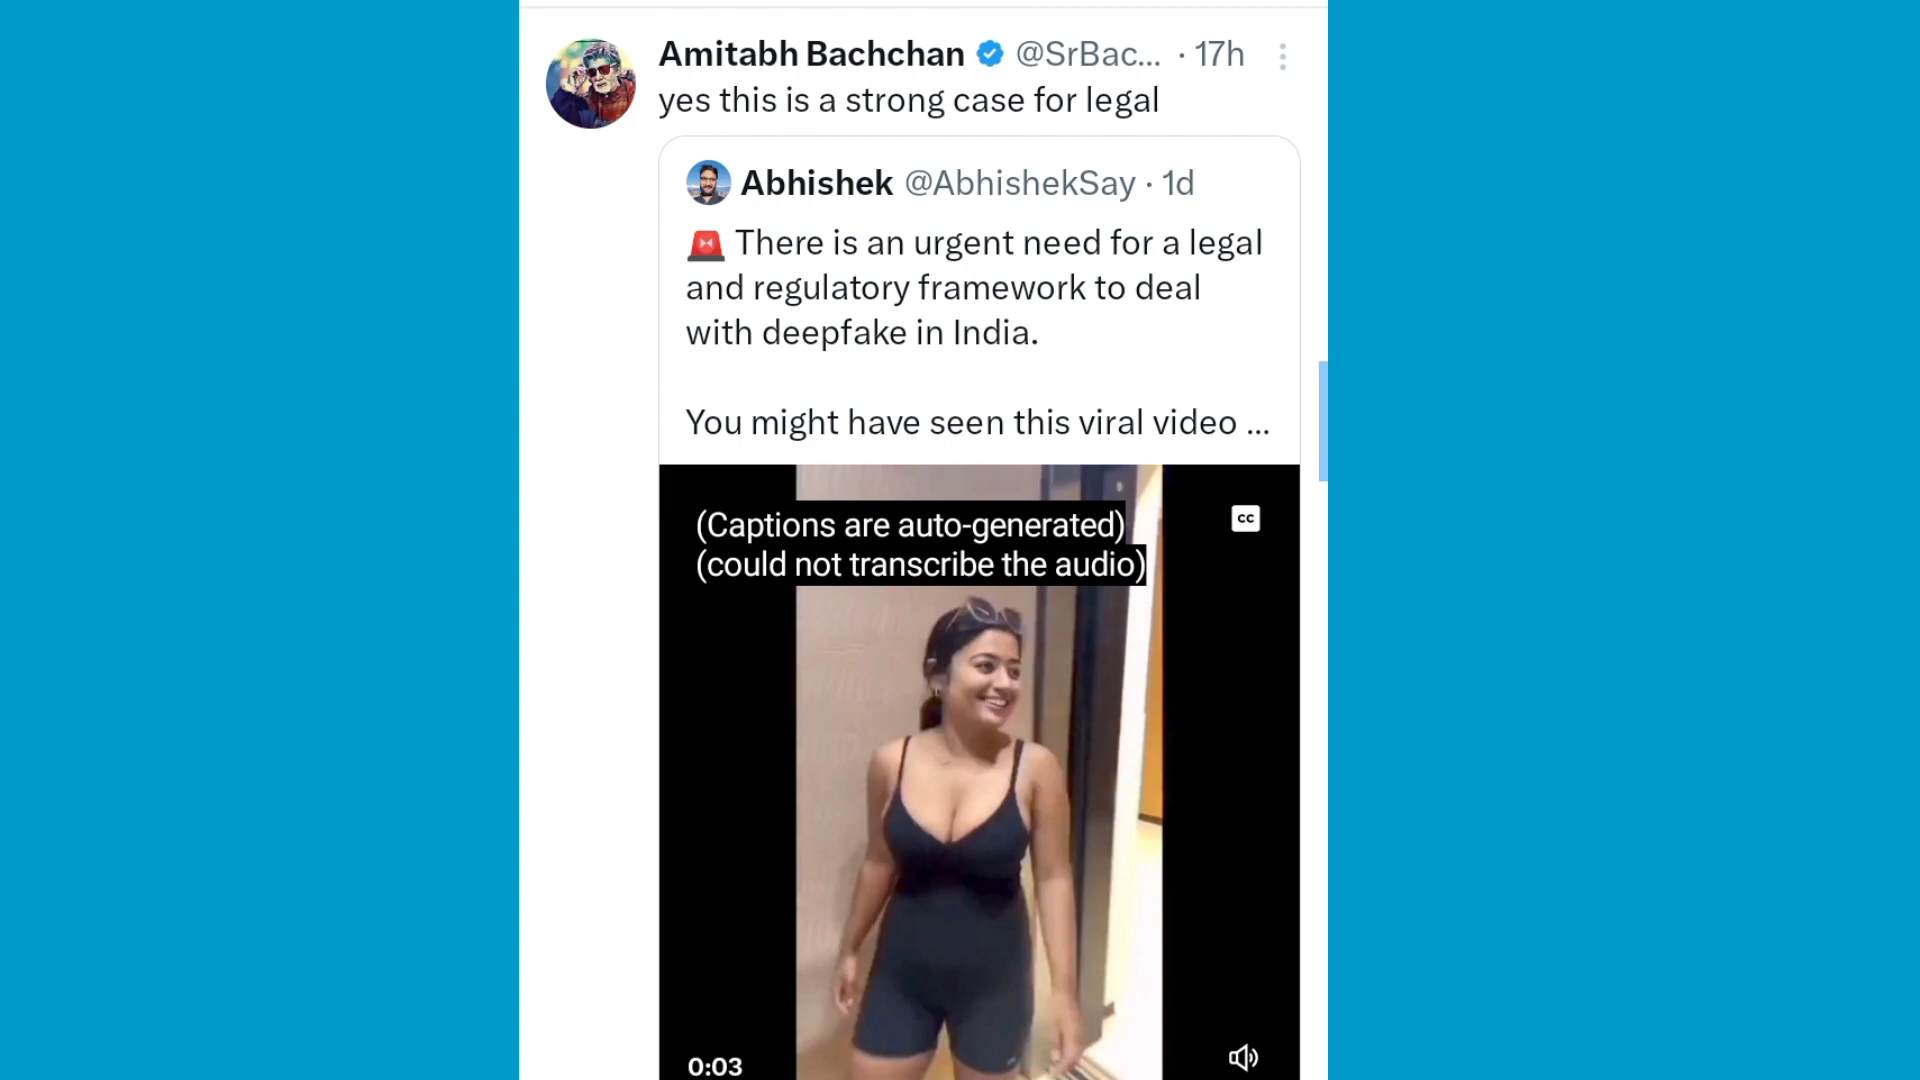 Amitabh Bachchan @SrBac... · 17h
yes this is a strong case for legal
Abhishek @AbhishekSay · 1d
🚨 There is an urgent need for a legal
and regulatory framework to deal
with deepfake in India.
You might have seen this viral video ...
(Captions are auto-generated)
(could not transcribe the audio)
CC
0:03